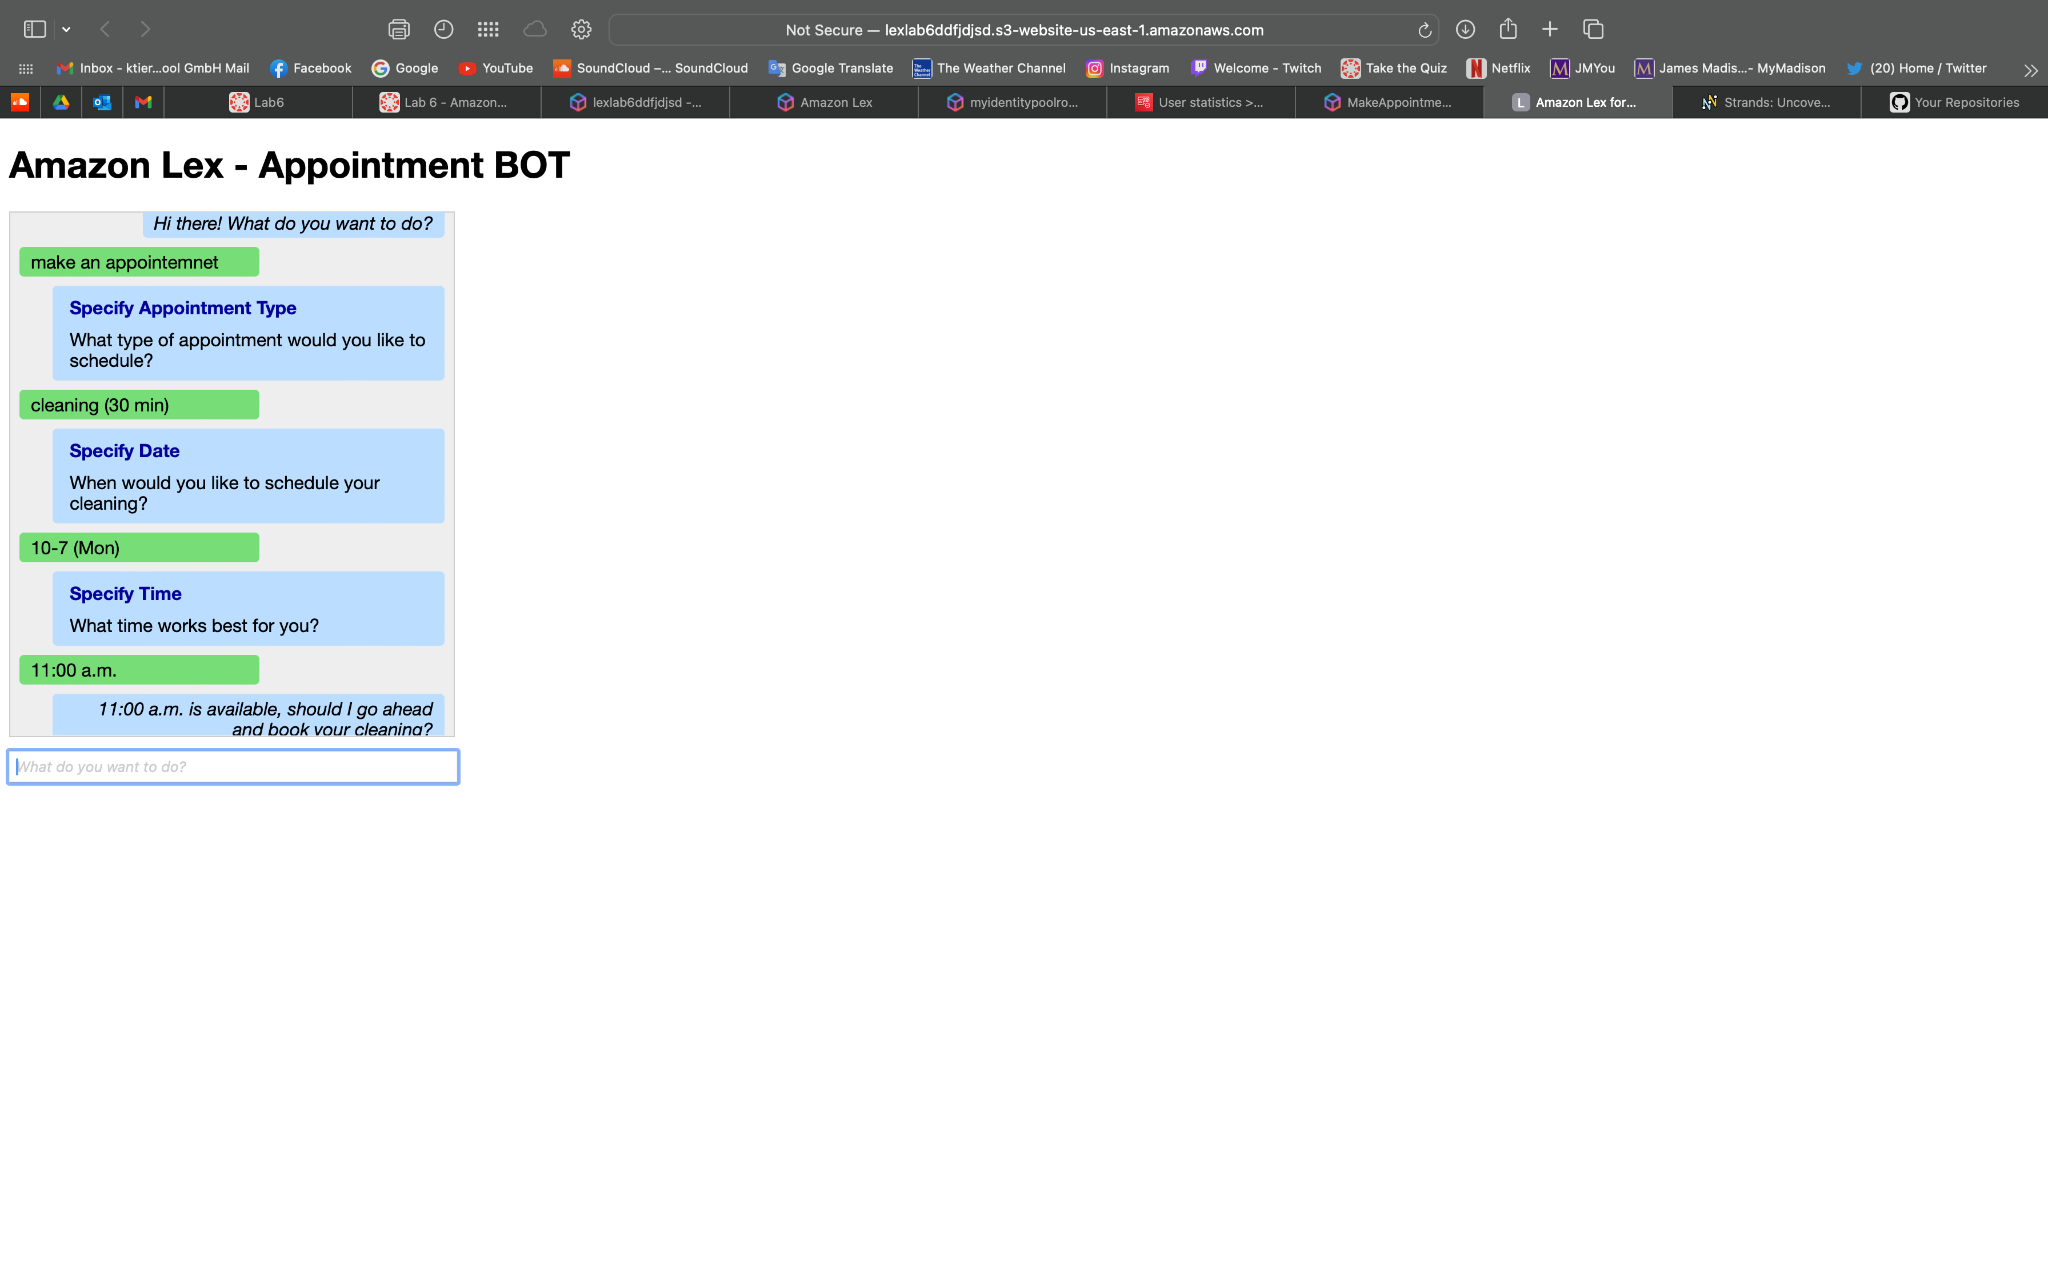 Not Secure — lexlab6ddfjdjsd.s3-website-us-east-1.amazonaws.com
Inbox - ktier...ool GmbH Mail Facebook Google YouTube SoundCloud –... SoundCloud Google Translate The Weather Channel Instagram Welcome - Twitch Take the Quiz Netflix JMYou James Madis...- MyMadison (20) Home / Twitter
Lab6 Lab 6 - Amazon... lexlab6ddfjdjsd -... Amazon Lex myidentitypoolro... User statistics >... MakeAppointme... L Amazon Lex for... Strands: Uncove... Your Repositories
Amazon Lex - Appointment BOT
Hi there! What do you want to do?
make an appointemnet
Specify Appointment Type
What type of appointment would you like to
schedule?
cleaning (30 min)
Specify Date
When would you like to schedule your
cleaning?
10-7 (Mon)
Specify Time
What time works best for you?
11:00 a.m.
11:00 a.m. is available, should I go ahead
and book your cleaning?
What do you want to do?